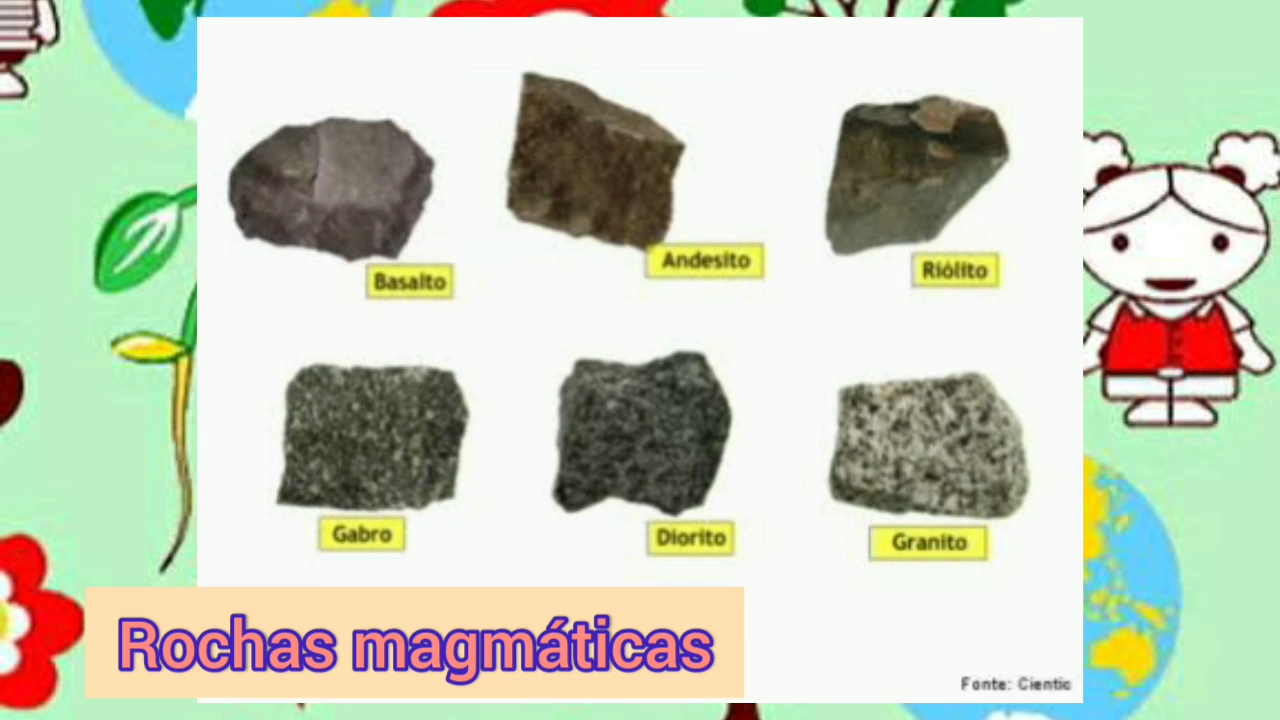 Basalto
Andesito
Riólito
Gabro
Diorito
Granito
Rochas magmáticas
Fonte: Cientic